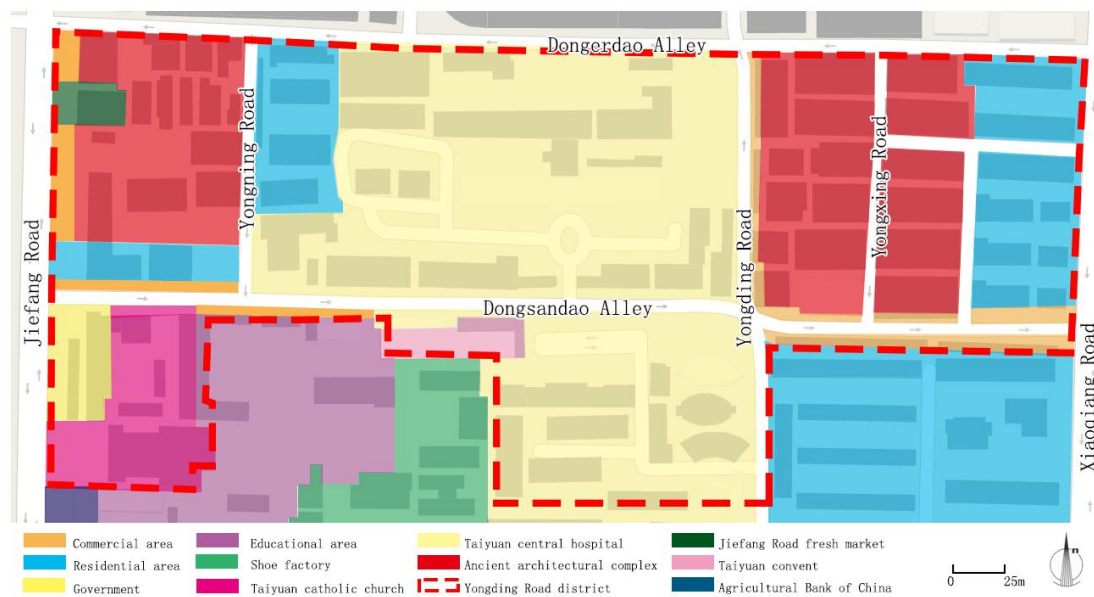 Dongerdao Alley
Yongning Road
Yongxing Road
Jiefang Road
Dongsandao Alley
Yongding Road
Xiaoqiang Road
Commercial area
Educational area
Taiyuan central hospital
Jiefang Road fresh market
Residential area
Shoe factory
Ancient architectural complex
Taiyuan convent
Government
Taiyuan catholic church
Yongding Road district
Agricultural Bank of China
0 25m
n